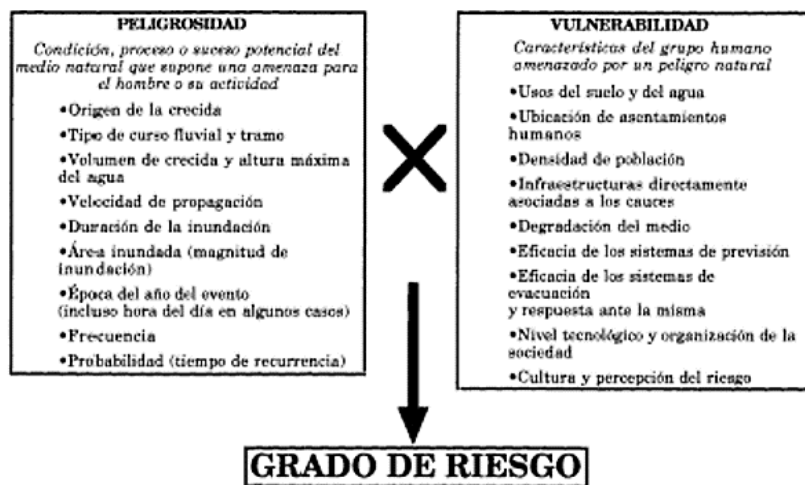 PELIGROSIDAD
Condición, proceso o suceso potencial del
medio natural que supone una amenaza para
el hombre o su actividad
•Origen de la crecida
•Tipo de curso fluvial y tramo
•Volumen de crecida y altura máxima
del agua
•Velocidad de propagación
•Duración de la inundación
•Área inundada (magnitud de
inundación)
•Época del año del evento
(incluso hora del día en algunos casos)
•Frecuencia
•Probabilidad (tiempo de recurrencia)
VULNERABILIDAD
Características del grupo humano
amenazado por un peligro natural
•Usos del suelo y del agua
•Ubicación de asentamientos
humanos
•Densidad de población
•Infraestructuras directamente
asociadas a los cauces
•Degradación del medio
•Eficacia de los sistemas de previsión
•Eficacia de los sistemas de
evacuación
y respuesta ante la misma
•Nivel tecnológico y organización de la
sociedad
•Cultura y percepción del riesgo
GRADO DE RIESGO